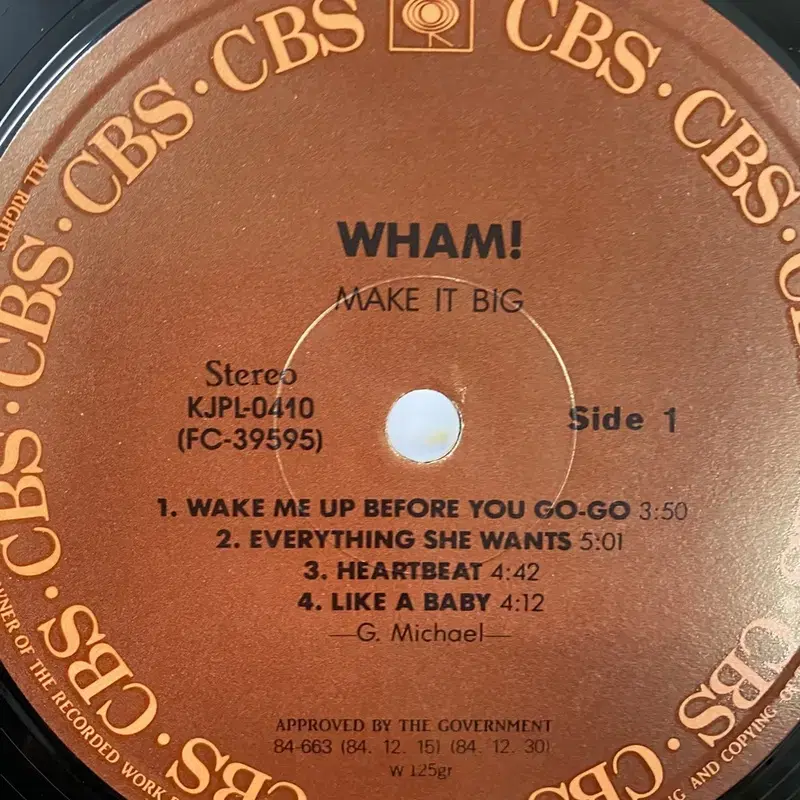 CBS · CBS · CBS · CBS · CBS · CBS · CBS
CBS · CBS · CBS · CBS
WHAM!
MAKE IT BIG
Stereo
KJPL-0410
(FC-39595)
Side 1
1. WAKE ME UP BEFORE YOU GO-GO 3:50
2. EVERYTHING SHE WANTS 5:01
3. HEARTBEAT 4:42
4. LIKE A BABY 4:12
—G. Michael—
APPROVED BY THE GOVERNMENT
84-663 (84. 12. 15) (84. 12. 30)
W 125gr
ALL RIGHTS
OF THE RECORDED WORK
AND COPYING